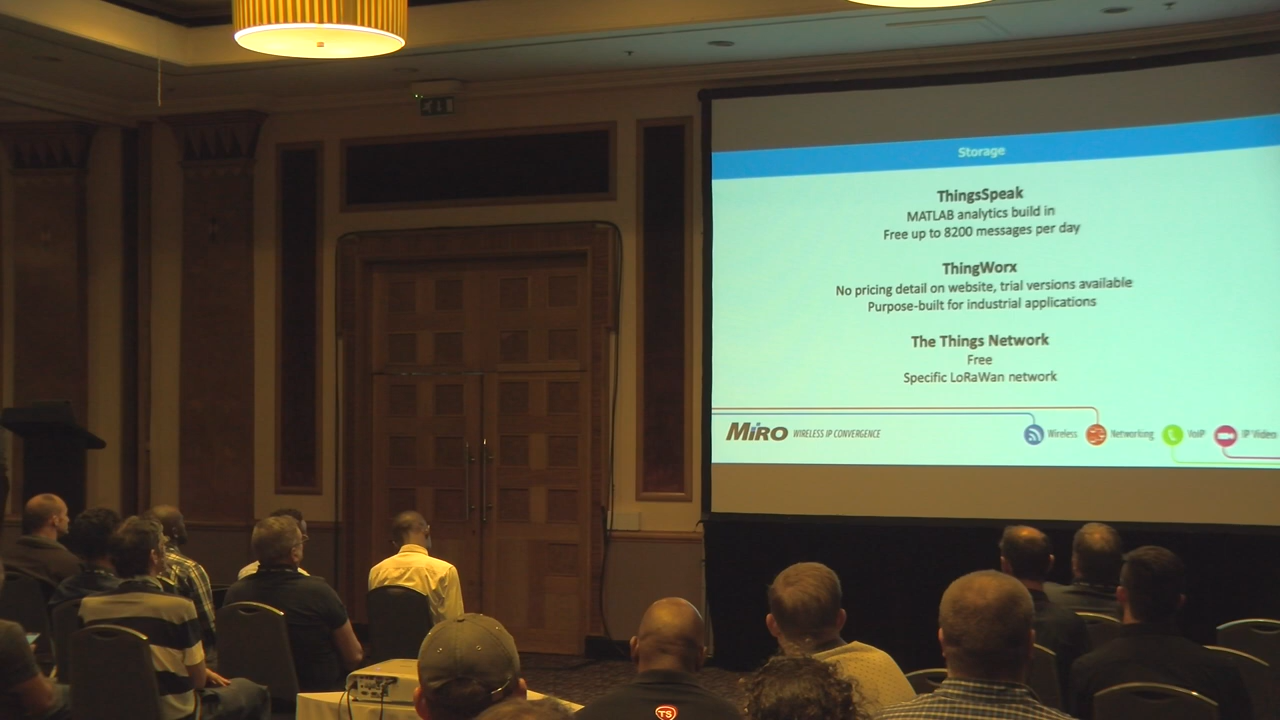 Storage
ThingsSpeak
MATLAB analytics build in
Free up to 8200 messages per day
ThingWorx
No pricing detail on website, trial versions available
Purpose-built for industrial applications
The Things Network
Free
Specific LoRaWan network
MiRO WIRELESS IP CONVERGENCE
Wireless Networking VoIP IP Video
TS